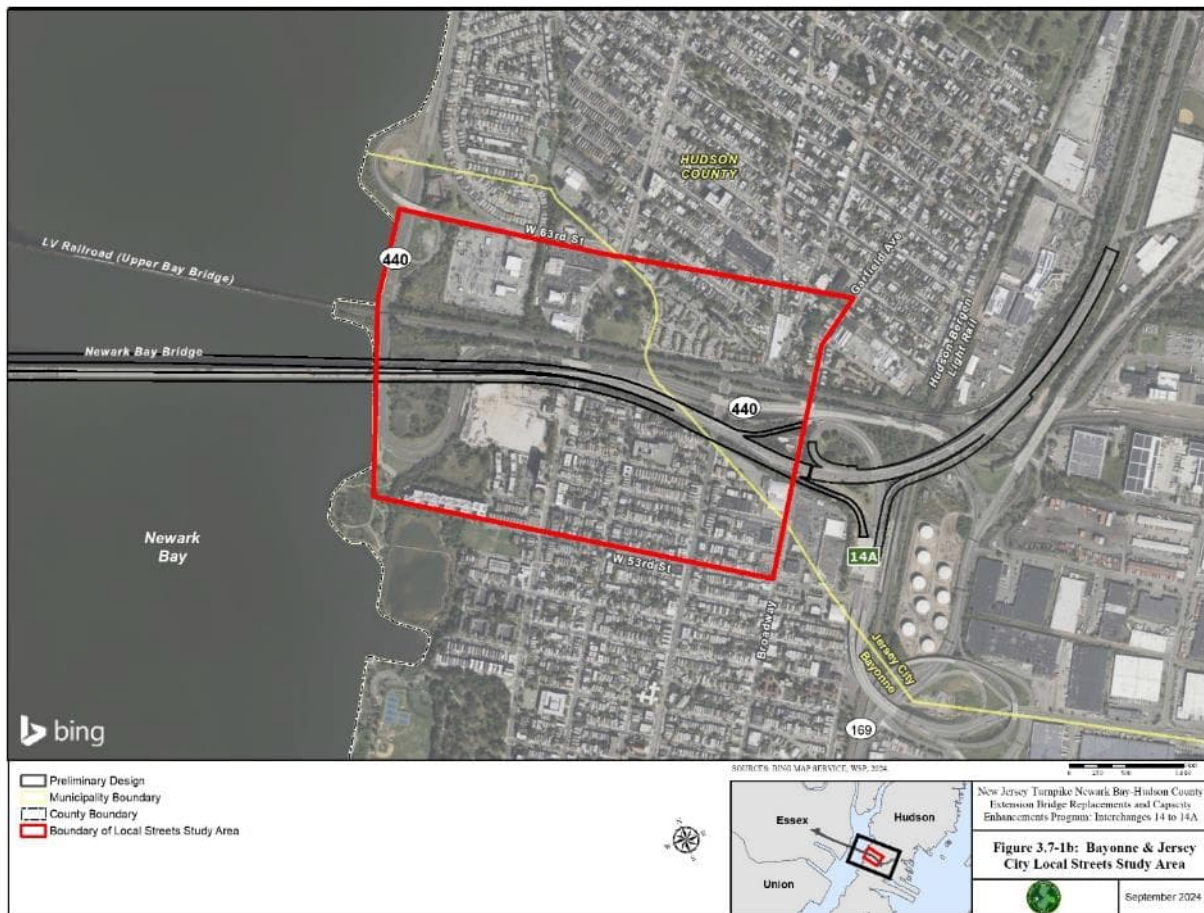 HUDSON
COUNTY
W 63rd St
440
LV Railroad (Upper Bay Bridge)
Garfield Ave
Hudson-Bergen
Light Rail
Newark Bay Bridge
440
Newark
Bay
14A
W 53rd St
Broadway
Jersey City
Bayonne
169
bing
Preliminary Design
Municipality Boundary
County Boundary
Boundary of Local Streets Study Area
SOURCES: BING MAP SERVICE, WSP, 2024.
0 250 500
Essex
Hudson
Union
New Jersey Turnpike Newark Bay-Hudson County
Extension Bridge Replacements and Capacity
Enhancements Program: Interchanges 14 to 14A
Figure 3.7-1b: Bayonne & Jersey
City Local Streets Study Area
September 2024